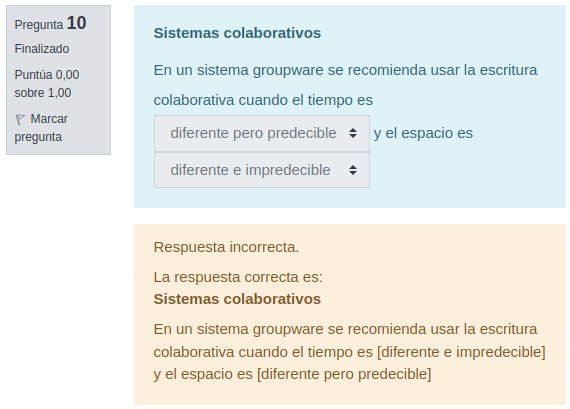 Pregunta 10
Finalizado
Puntúa 0,00
sobre 1,00
Marcar
pregunta
Sistemas colaborativos
En un sistema groupware se recomienda usar la escritura
colaborativa cuando el tiempo es
diferente pero predecible y el espacio es
diferente e impredecible
Respuesta incorrecta.
La respuesta correcta es:
Sistemas colaborativos
En un sistema groupware se recomienda usar la escritura
colaborativa cuando el tiempo es [diferente e impredecible]
y el espacio es [diferente pero predecible]